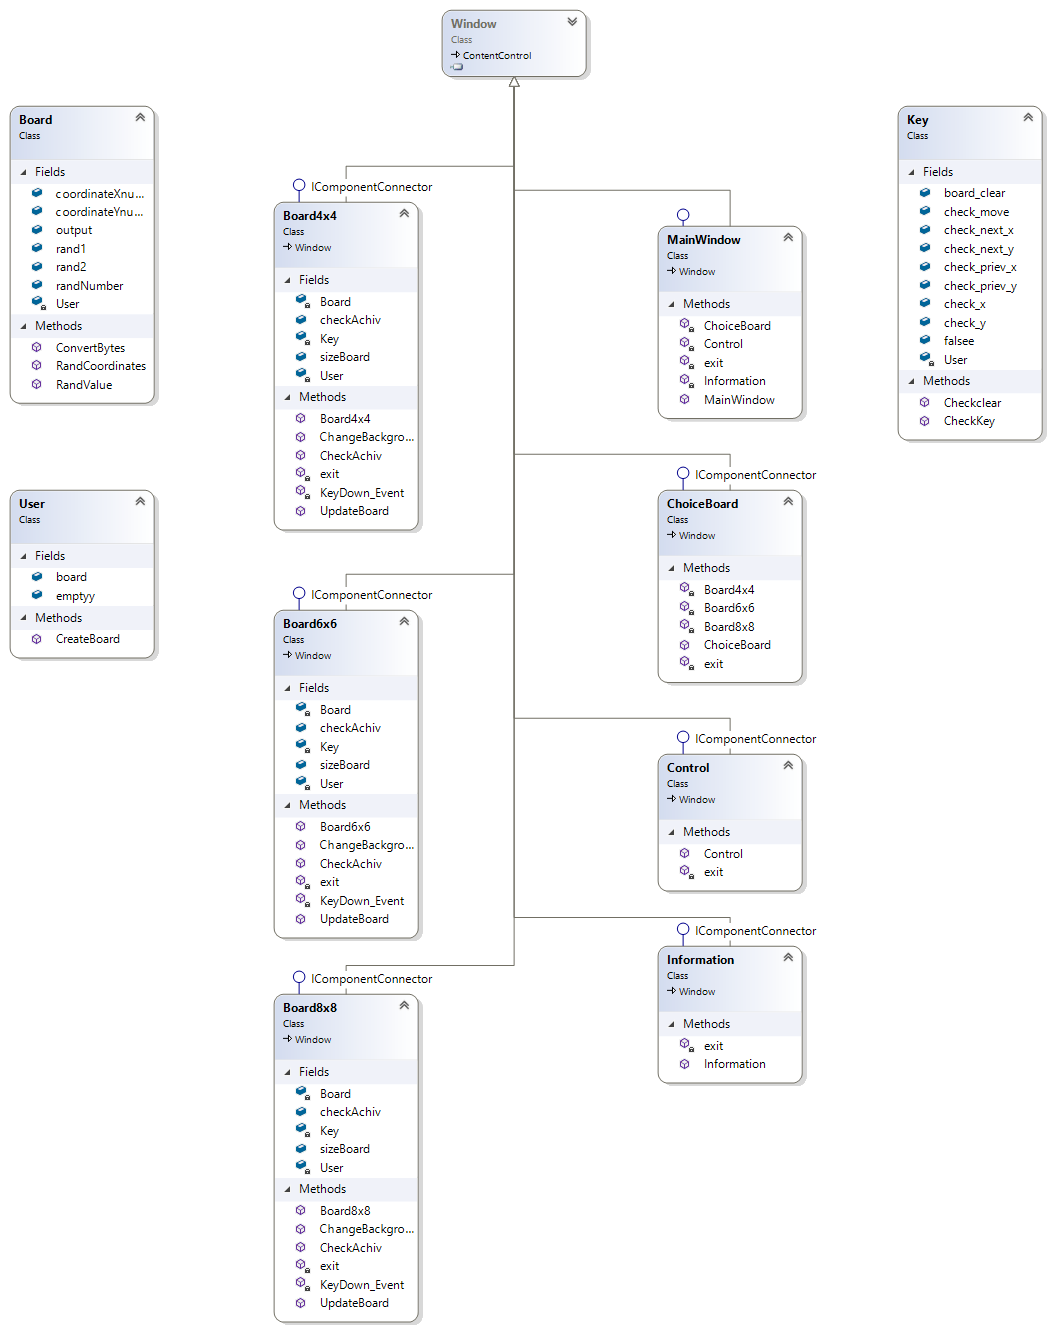 Window
Class
ContentControl
Board
Class
Fields
coordinateXnu...
coordinateYnu...
output
rand1
rand2
randNumber
User
Methods
ConvertBytes
RandCoordinates
RandValue
User
Class
Fields
board
emptyy
Methods
CreateBoard
IComponentConnector
Board4x4
Class
Window
Fields
Board
checkAchiv
Key
sizeBoard
User
Methods
Board4x4
ChangeBackgro...
CheckAchiv
exit
KeyDown_Event
UpdateBoard
IComponentConnector
Board6x6
Class
Window
Fields
Board
checkAchiv
Key
sizeBoard
User
Methods
Board6x6
ChangeBackgro...
CheckAchiv
exit
KeyDown_Event
UpdateBoard
IComponentConnector
Board8x8
Class
Window
Fields
Board
checkAchiv
Key
sizeBoard
User
Methods
Board8x8
ChangeBackgro...
CheckAchiv
exit
KeyDown_Event
UpdateBoard
MainWindow
Class
Window
Methods
ChoiceBoard
Control
exit
Information
MainWindow
IComponentConnector
ChoiceBoard
Class
Window
Methods
Board4x4
Board6x6
Board8x8
ChoiceBoard
exit
IComponentConnector
Control
Class
Window
Methods
Control
exit
IComponentConnector
Information
Class
Window
Methods
exit
Information
Key
Class
Fields
board_clear
check_move
check_next_x
check_next_y
check_priev_x
check_priev_y
check_x
check_y
falsee
User
Methods
Checkclear
CheckKey